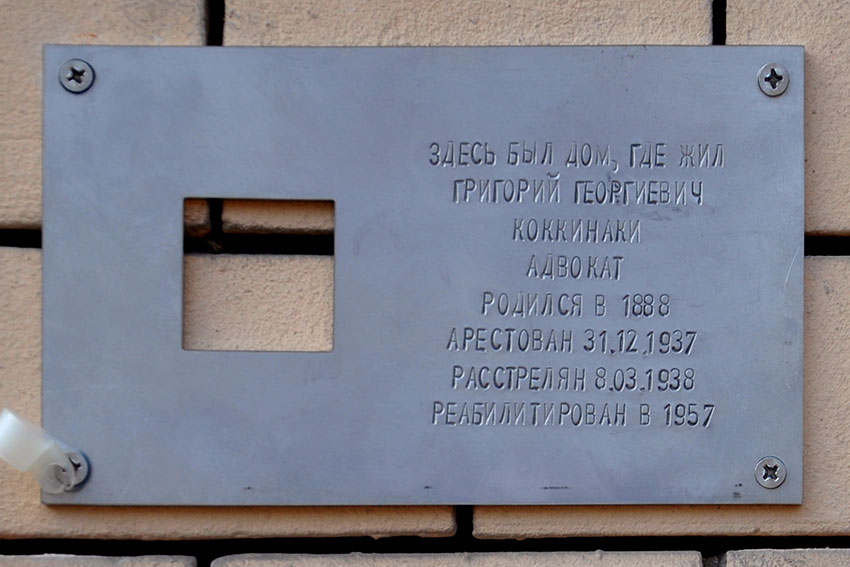 ЗДЕСЬ БЫЛ ДОМ, ГДЕ ЖИЛ
ГРИГОРИЙ ГЕОРГИЕВИЧ
КОККИНАКИ
АДВОКАТ
РОДИЛСЯ В 1888
АРЕСТОВАН 31.12.1937
РАССТРЕЛЯН 8.03.1938
РЕАБИЛИТИРОВАН В 1957